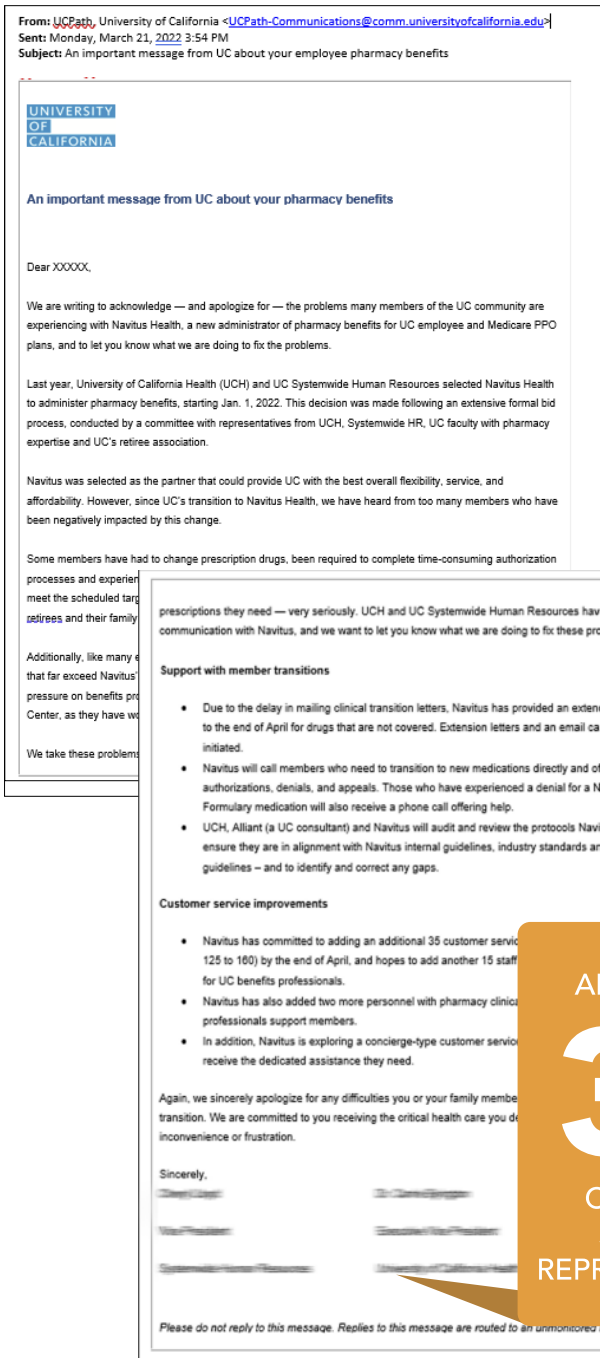 From: UCPath, University of California <UCPath-Communications@comm.universityofcalifornia.edu>
Sent: Monday, March 21, 2022 3:54 PM
Subject: An important message from UC about your employee pharmacy benefits
UNIVERSITY
OF
CALIFORNIA
An important message from UC about your pharmacy benefits
Dear XXXXX,
We are writing to acknowledge — and apologize for — the problems many members of the UC community are
experiencing with Navitus Health, a new administrator of pharmacy benefits for UC employee and Medicare PPO
plans, and to let you know what we are doing to fix the problems.
Last year, University of California Health (UCH) and UC Systemwide Human Resources selected Navitus Health
to administer pharmacy benefits, starting Jan. 1, 2022. This decision was made following an extensive formal bid
process, conducted by a committee with representatives from UCH, Systemwide HR, UC faculty with pharmacy
expertise and UC's retiree association.
Navitus was selected as the partner that could provide UC with the best overall flexibility, service, and
affordability. However, since UC's transition to Navitus Health, we have heard from too many members who have
been negatively impacted by this change.
Some members have had to change prescription drugs, been required to complete time-consuming authorization
processes and experien
meet the scheduled targ
retirees and their family
Additionally, like many e
that far exceed Navitus'
pressure on benefits pro
Center, as they have wo
We take these problems
prescriptions they need — very seriously. UCH and UC Systemwide Human Resources hav
communication with Navitus, and we want to let you know what we are doing to fix these pro
Support with member transitions
• Due to the delay in mailing clinical transition letters, Navitus has provided an extend
to the end of April for drugs that are not covered. Extension letters and an email ca
initiated.
• Navitus will call members who need to transition to new medications directly and of
authorizations, denials, and appeals. Those who have experienced a denial for a N
Formulary medication will also receive a phone call offering help.
• UCH, Alliant (a UC consultant) and Navitus will audit and review the protocols Navi
ensure they are in alignment with Navitus internal guidelines, industry standards an
guidelines – and to identify and correct any gaps.
Customer service improvements
• Navitus has committed to adding an additional 35 customer servic
125 to 160) by the end of April, and hopes to add another 15 staff
for UC benefits professionals.
• Navitus has also added two more personnel with pharmacy clinica
professionals support members.
• In addition, Navitus is exploring a concierge-type customer servic
receive the dedicated assistance they need.
Again, we sincerely apologize for any difficulties you or your family membe
transition. We are committed to you receiving the critical health care you de
inconvenience or frustration.
Sincerely,
Please do not reply to this message. Replies to this message are routed to an unmonitored
3
REPR